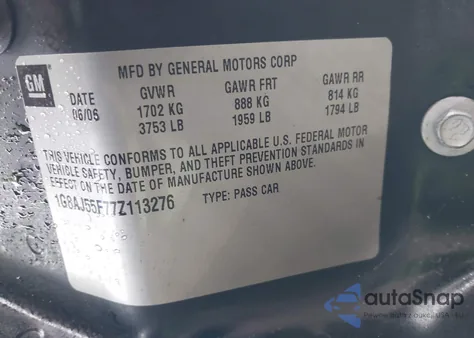 GM
MFD BY GENERAL MOTORS CORP
DATE GVWR GAWR FRT GAWR RR
06/06 1702 KG 888 KG 814 KG
3753 LB 1959 LB 1794 LB
THIS VEHICLE CONFORMS TO ALL APPLICABLE U.S. FEDERAL MOTOR
VEHICLE SAFETY, BUMPER, AND THEFT PREVENTION STANDARDS IN
EFFECT ON THE DATE OF MANUFACTURE SHOWN ABOVE.
1G8AJ55F77Z113276 TYPE: PASS CAR
autoSnap